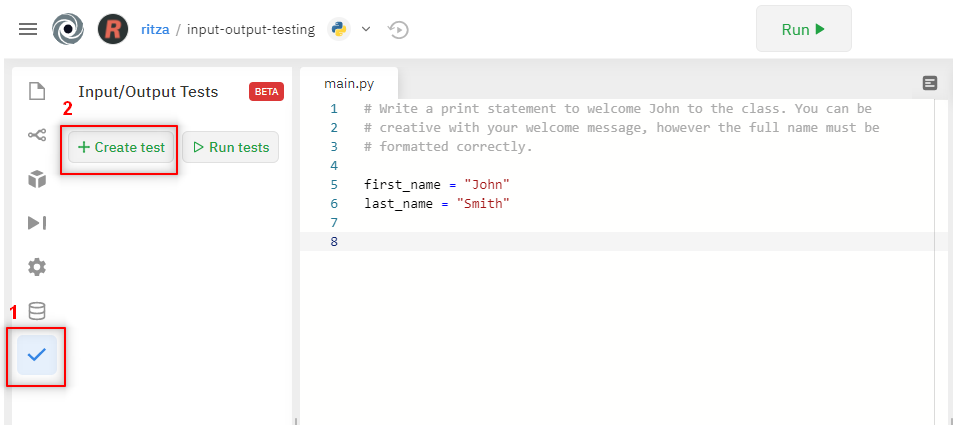 R ritza / input-output-testing
Run
Input/Output Tests BETA
main.py
2
+ Create test
Run tests
1 # Write a print statement to welcome John to the class. You can be
2 # creative with your welcome message, however the full name must be
3 # formatted correctly.
4
5 first_name = "John"
6 last_name = "Smith"
7
8
1